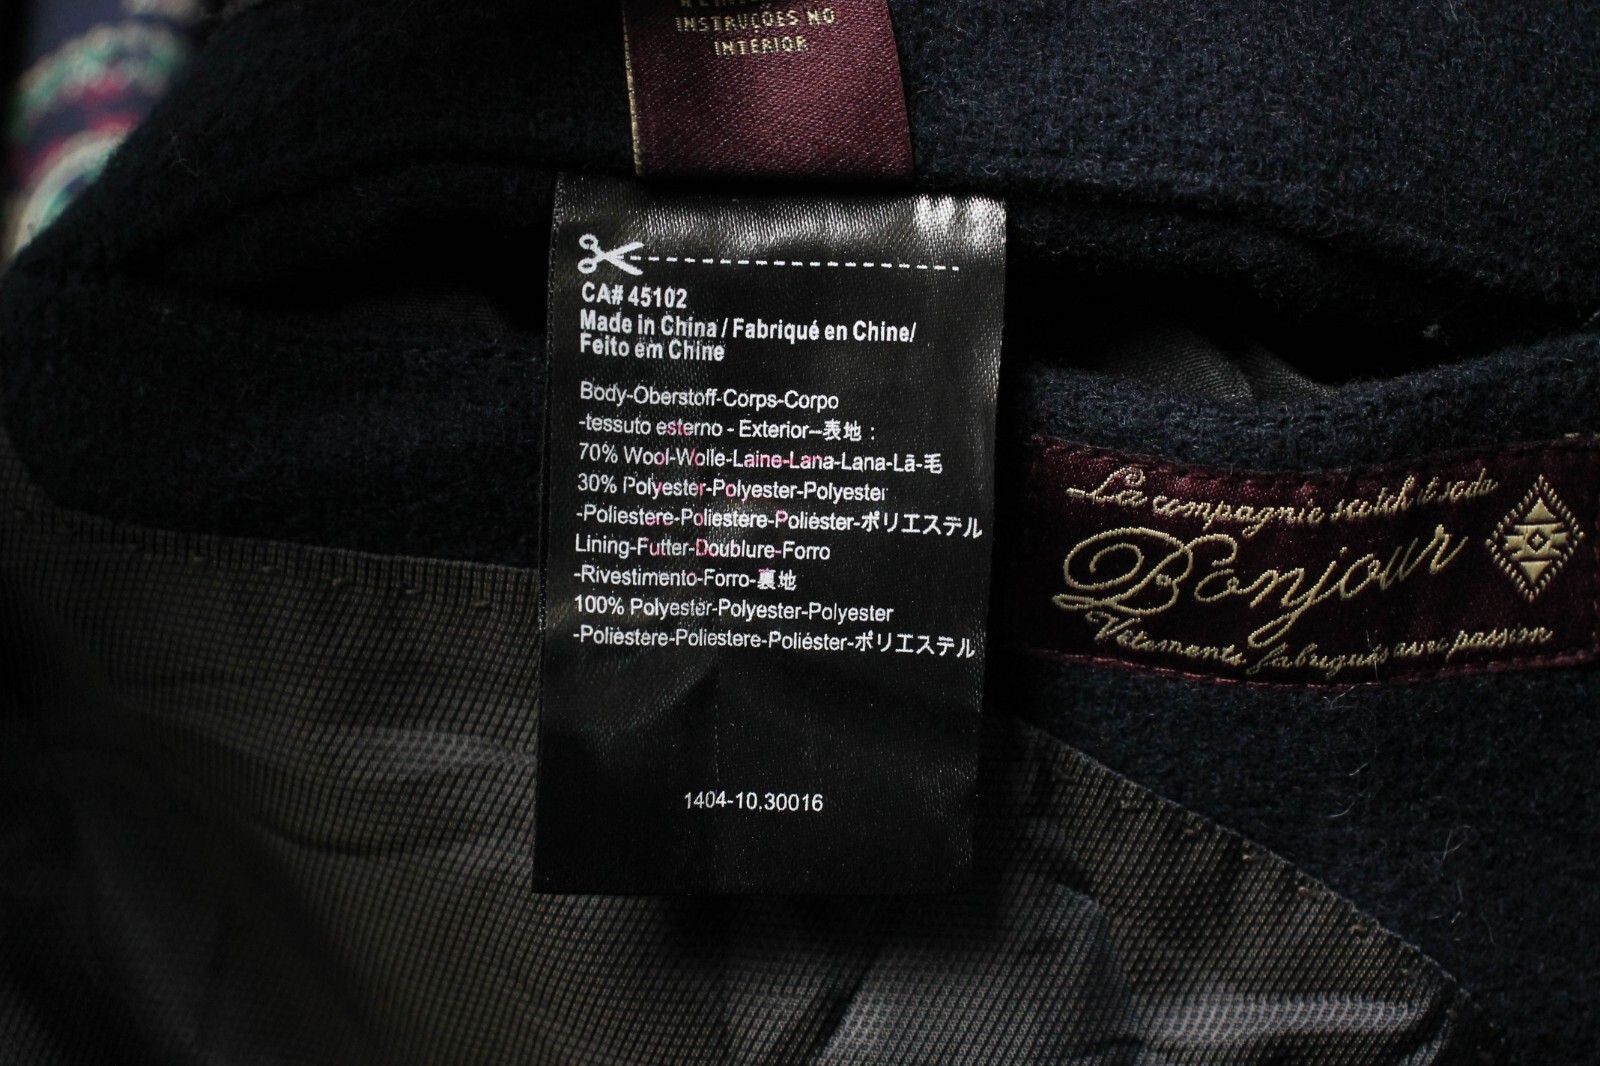 INSTRUÇÕES NO
INTERIOR
CA# 45102
Made in China / Fabriqué en Chine/
Feito em Chine
Body-Oberstoff-Corps-Corpo
-tessuto esterno - Exterior--表地 :
70% Wool-Wolle-Laine-Lana-Lana-Lã-毛
30% Polyester-Polyester-Polyester
-Poliestere-Poliestere-Poliéster-ポリエステル
Lining-Futter-Doublure-Forro
-Rivestimento-Forro-裏地
100% Polyester-Polyester-Polyester
-Poliestere-Poliestere-Poliéster-ポリエステル
1404-10.30016
La compagnie scotch & soda
Bonjour
Vêtements fabriqués avec passion